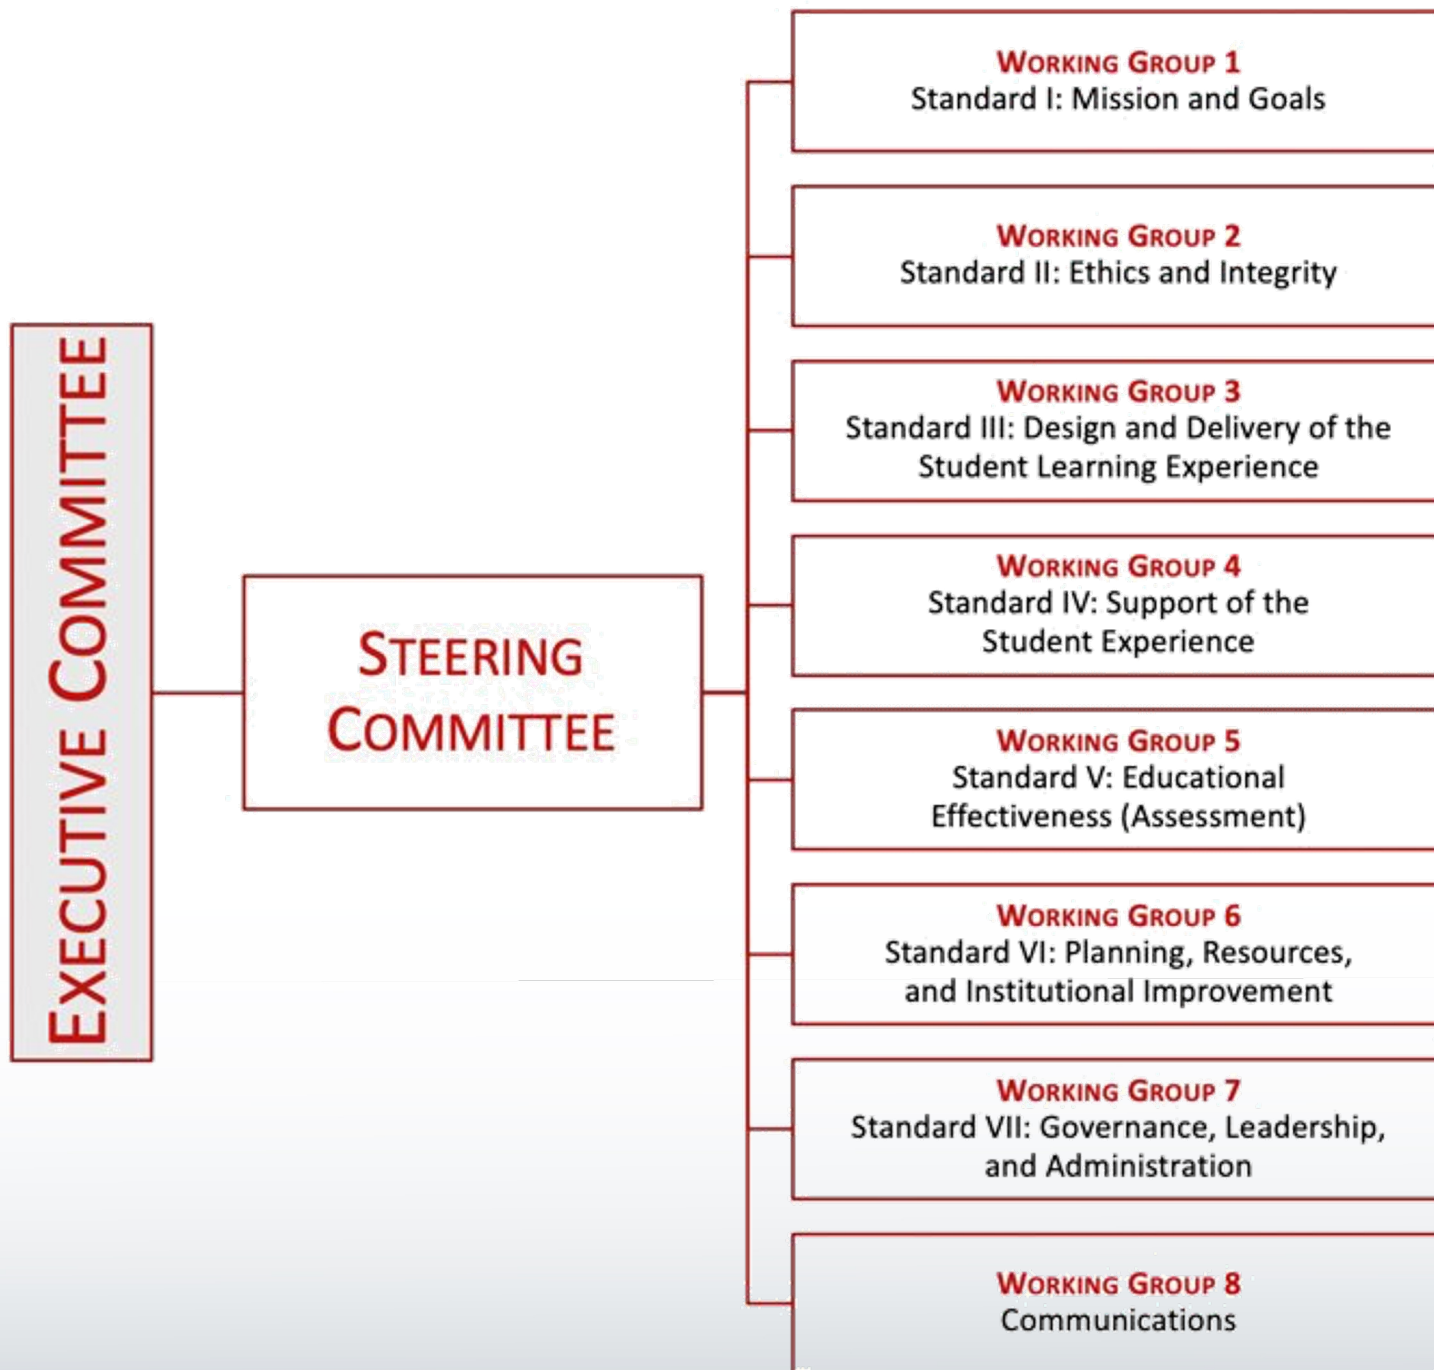 EXECUTIVE COMMITTEE
STEERING
COMMITTEE
WORKING GROUP 1
Standard I: Mission and Goals
WORKING GROUP 2
Standard II: Ethics and Integrity
WORKING GROUP 3
Standard III: Design and Delivery of the
Student Learning Experience
WORKING GROUP 4
Standard IV: Support of the
Student Experience
WORKING GROUP 5
Standard V: Educational
Effectiveness (Assessment)
WORKING GROUP 6
Standard VI: Planning, Resources,
and Institutional Improvement
WORKING GROUP 7
Standard VII: Governance, Leadership,
and Administration
WORKING GROUP 8
Communications